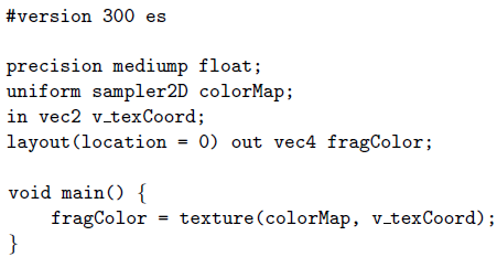 #version 300 es
precision mediump float;
uniform sampler2D colorMap;
in vec2 v_texCoord;
layout(location = 0) out vec4 fragColor;
void main() {
    fragColor = texture(colorMap, v_texCoord);
}